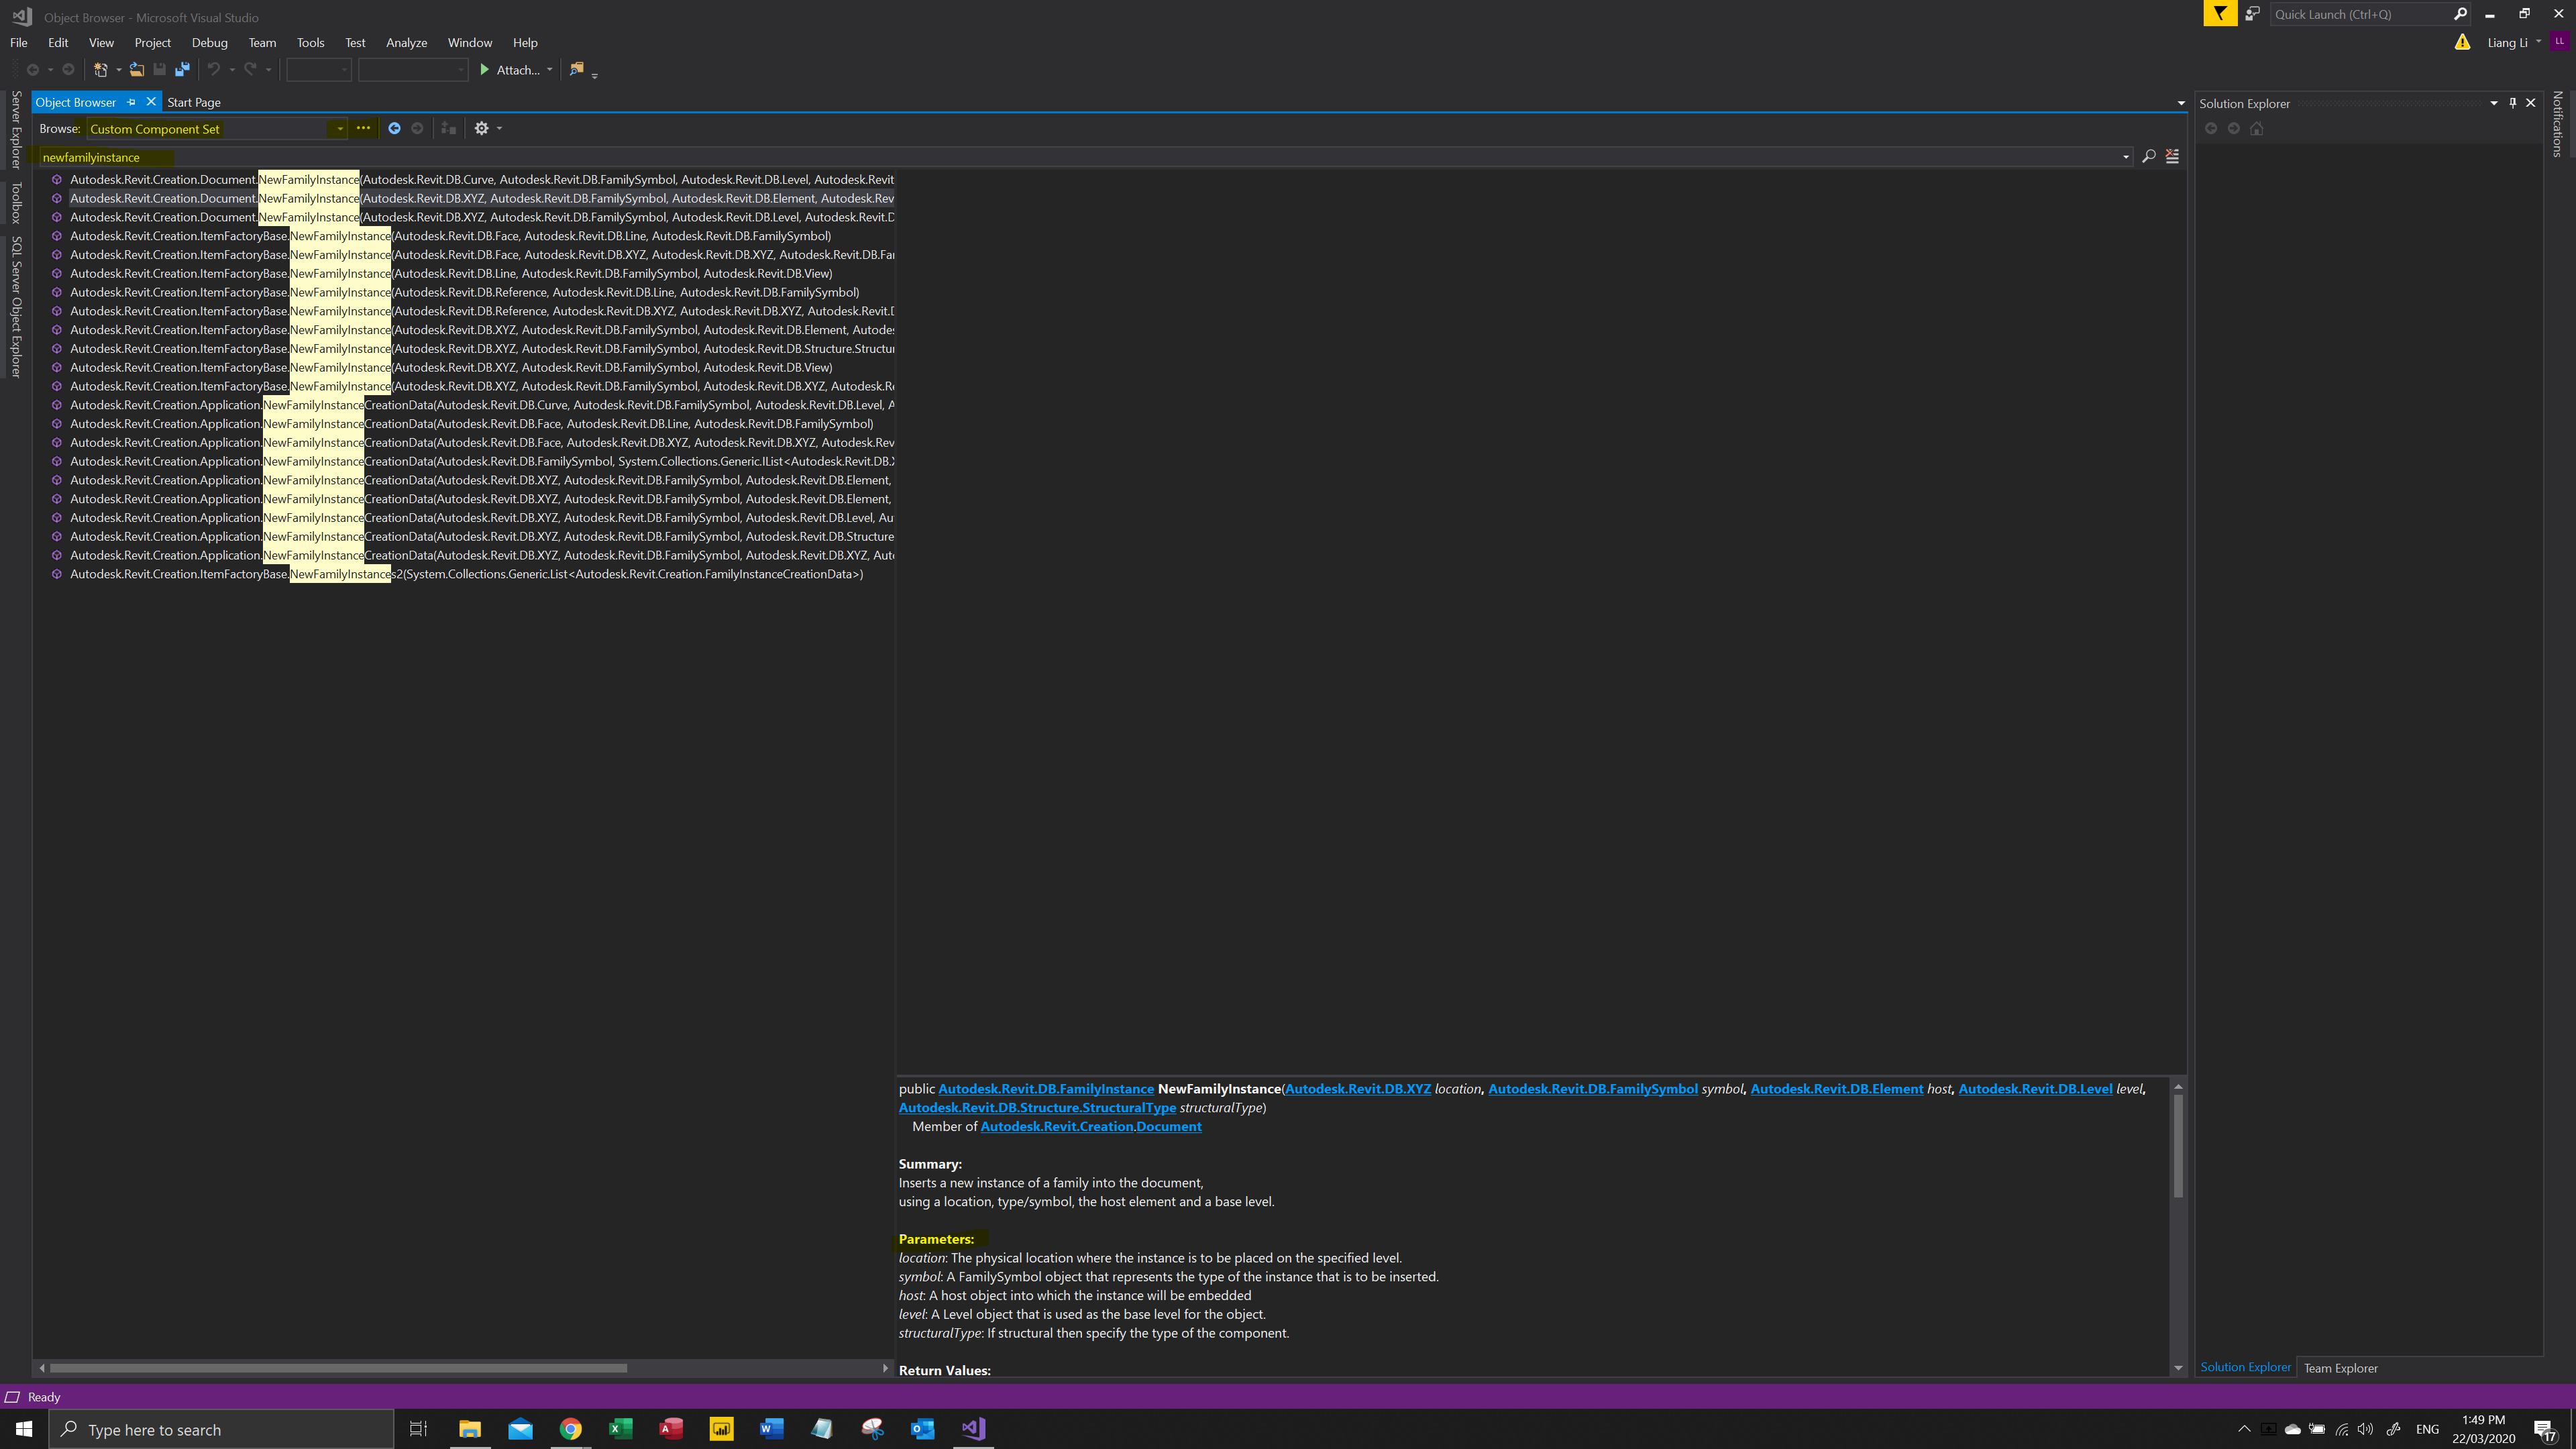 Object Browser - Microsoft Visual Studio
Quick Launch (Ctrl+Q)
File Edit View Project Debug Team Tools Test Analyze Window Help
Liang Li LL
Attach...
Object Browser Start Page
Browse: Custom Component Set
newfamilyinstance
Autodesk.Revit.Creation.Document.NewFamilyInstance(Autodesk.Revit.DB.Curve, Autodesk.Revit.DB.FamilySymbol, Autodesk.Revit.DB.Level, Autodesk.Revit
Autodesk.Revit.Creation.Document.NewFamilyInstance(Autodesk.Revit.DB.XYZ, Autodesk.Revit.DB.FamilySymbol, Autodesk.Revit.DB.Element, Autodesk.Rev
Autodesk.Revit.Creation.Document.NewFamilyInstance(Autodesk.Revit.DB.XYZ, Autodesk.Revit.DB.FamilySymbol, Autodesk.Revit.DB.Level, Autodesk.Revit.D
Autodesk.Revit.Creation.ItemFactoryBase.NewFamilyInstance(Autodesk.Revit.DB.Face, Autodesk.Revit.DB.Line, Autodesk.Revit.DB.FamilySymbol)
Autodesk.Revit.Creation.ItemFactoryBase.NewFamilyInstance(Autodesk.Revit.DB.Face, Autodesk.Revit.DB.XYZ, Autodesk.Revit.DB.XYZ, Autodesk.Revit.DB.Fa
Autodesk.Revit.Creation.ItemFactoryBase.NewFamilyInstance(Autodesk.Revit.DB.Line, Autodesk.Revit.DB.FamilySymbol, Autodesk.Revit.DB.View)
Autodesk.Revit.Creation.ItemFactoryBase.NewFamilyInstance(Autodesk.Revit.DB.Reference, Autodesk.Revit.DB.Line, Autodesk.Revit.DB.FamilySymbol)
Autodesk.Revit.Creation.ItemFactoryBase.NewFamilyInstance(Autodesk.Revit.DB.Reference, Autodesk.Revit.DB.XYZ, Autodesk.Revit.DB.XYZ, Autodesk.Revit.D
Autodesk.Revit.Creation.ItemFactoryBase.NewFamilyInstance(Autodesk.Revit.DB.XYZ, Autodesk.Revit.DB.FamilySymbol, Autodesk.Revit.DB.Element, Autodes
Autodesk.Revit.Creation.ItemFactoryBase.NewFamilyInstance(Autodesk.Revit.DB.XYZ, Autodesk.Revit.DB.FamilySymbol, Autodesk.Revit.DB.Structure.Structur
Autodesk.Revit.Creation.ItemFactoryBase.NewFamilyInstance(Autodesk.Revit.DB.XYZ, Autodesk.Revit.DB.FamilySymbol, Autodesk.Revit.DB.View)
Autodesk.Revit.Creation.ItemFactoryBase.NewFamilyInstance(Autodesk.Revit.DB.XYZ, Autodesk.Revit.DB.FamilySymbol, Autodesk.Revit.DB.XYZ, Autodesk.Re
Autodesk.Revit.Creation.Application.NewFamilyInstanceCreationData(Autodesk.Revit.DB.Curve, Autodesk.Revit.DB.FamilySymbol, Autodesk.Revit.DB.Level, A
Autodesk.Revit.Creation.Application.NewFamilyInstanceCreationData(Autodesk.Revit.DB.Face, Autodesk.Revit.DB.Line, Autodesk.Revit.DB.FamilySymbol)
Autodesk.Revit.Creation.Application.NewFamilyInstanceCreationData(Autodesk.Revit.DB.Face, Autodesk.Revit.DB.XYZ, Autodesk.Revit.DB.XYZ, Autodesk.Rev
Autodesk.Revit.Creation.Application.NewFamilyInstanceCreationData(Autodesk.Revit.DB.FamilySymbol, System.Collections.Generic.IList<Autodesk.Revit.DB.X
Autodesk.Revit.Creation.Application.NewFamilyInstanceCreationData(Autodesk.Revit.DB.XYZ, Autodesk.Revit.DB.FamilySymbol, Autodesk.Revit.DB.Element,
Autodesk.Revit.Creation.Application.NewFamilyInstanceCreationData(Autodesk.Revit.DB.XYZ, Autodesk.Revit.DB.FamilySymbol, Autodesk.Revit.DB.Element,
Autodesk.Revit.Creation.Application.NewFamilyInstanceCreationData(Autodesk.Revit.DB.XYZ, Autodesk.Revit.DB.FamilySymbol, Autodesk.Revit.DB.Level, Au
Autodesk.Revit.Creation.Application.NewFamilyInstanceCreationData(Autodesk.Revit.DB.XYZ, Autodesk.Revit.DB.FamilySymbol, Autodesk.Revit.DB.Structure
Autodesk.Revit.Creation.Application.NewFamilyInstanceCreationData(Autodesk.Revit.DB.XYZ, Autodesk.Revit.DB.FamilySymbol, Autodesk.Revit.DB.XYZ, Auto
Autodesk.Revit.Creation.ItemFactoryBase.NewFamilyInstances2(System.Collections.Generic.List<Autodesk.Revit.Creation.FamilyInstanceCreationData>)
Server Explorer
Toolbox
SQL Server Object Explorer
public Autodesk.Revit.DB.FamilyInstance NewFamilyInstance(Autodesk.Revit.DB.XYZ location, Autodesk.Revit.DB.FamilySymbol symbol, Autodesk.Revit.DB.Element host, Autodesk.Revit.DB.Level level,
Autodesk.Revit.DB.Structure.StructuralType structuralType)
Member of Autodesk.Revit.Creation.Document
Summary:
Inserts a new instance of a family into the document,
using a location, type/symbol, the host element and a base level.
Parameters:
location: The physical location where the instance is to be placed on the specified level.
symbol: A FamilySymbol object that represents the type of the instance that is to be inserted.
host: A host object into which the instance will be embedded
level: A Level object that is used as the base level for the object.
structuralType: If structural then specify the type of the component.
Return Values:
Solution Explorer
Notifications
Solution Explorer Team Explorer
Ready
Type here to search
ENG
1:49 PM
22/03/2020
17